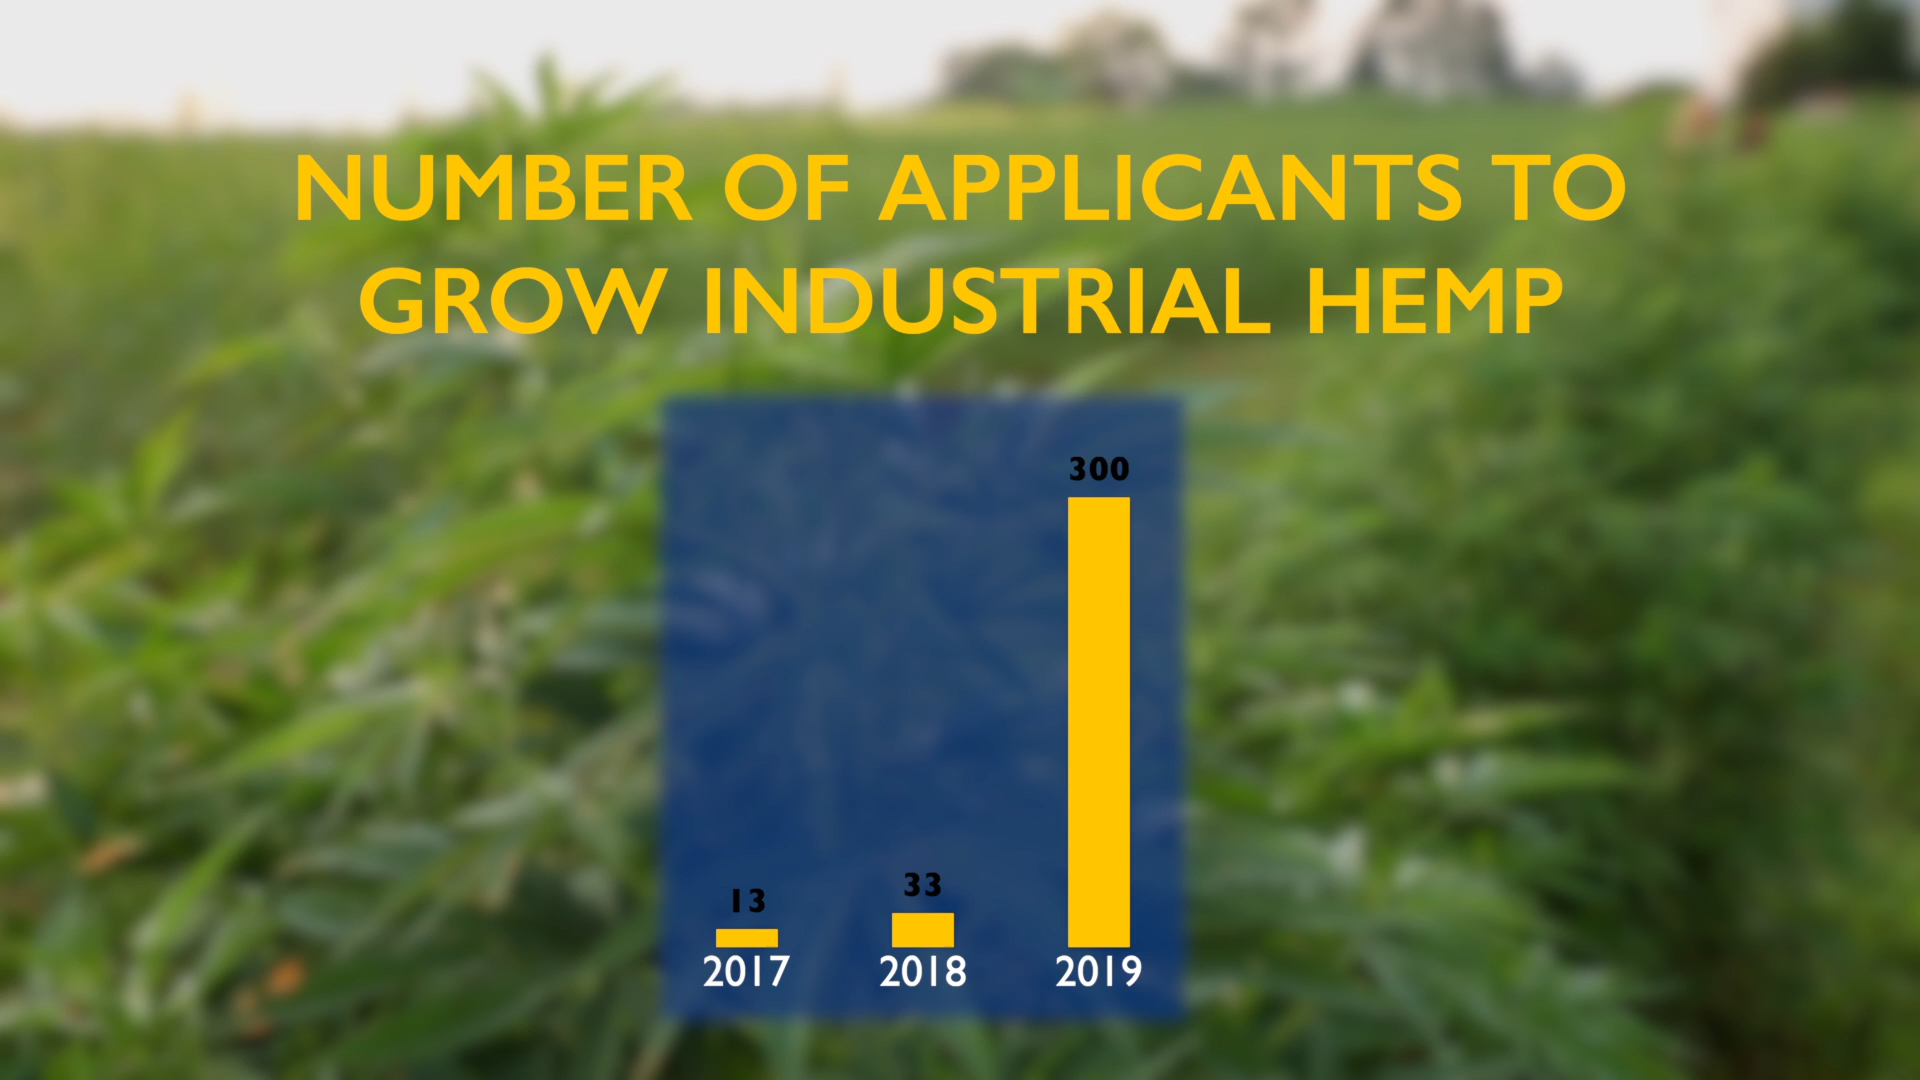 NUMBER OF APPLICANTS TO
GROW INDUSTRIAL HEMP
300
13
33
2017 2018 2019